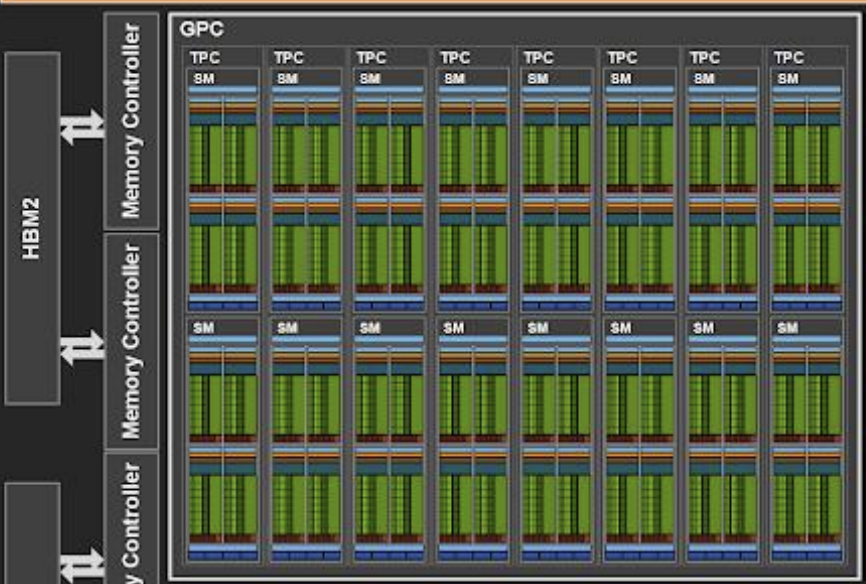 HBM2
Memory Controller
Memory Controller
y Controller
GPC
TPC TPC TPC TPC TPC TPC TPC TPC
SM SM SM SM SM SM SM SM
SM SM SM SM SM SM SM SM